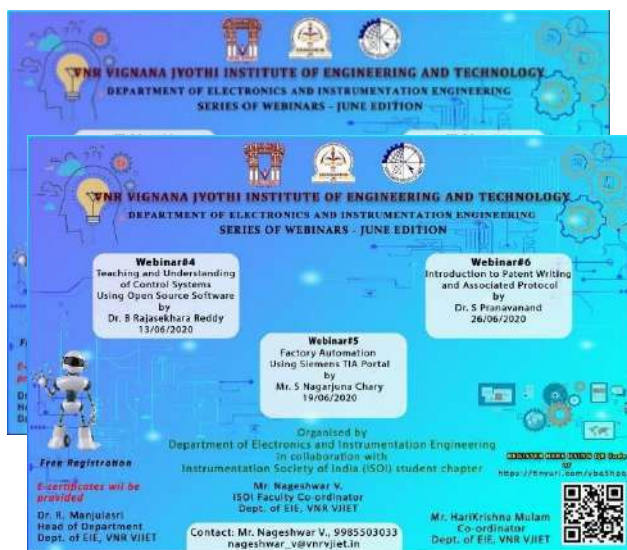 VNR VIGNANA JYOTHI INSTITUTE OF ENGINEERING AND TECHNOLOGY
DEPARTMENT OF ELECTRONICS AND INSTRUMENTATION ENGINEERING
SERIES OF WEBINARS - JUNE EDITION
VNR VIGNANA JYOTHI INSTITUTE OF ENGINEERING AND TECHNOLOGY
DEPARTMENT OF ELECTRONICS AND INSTRUMENTATION ENGINEERING
SERIES OF WEBINARS - JUNE EDITION
Webinar#4
Teaching and Understanding
of Control Systems
Using Open Source Software
by
Dr. B Rajasekhara Reddy
13/06/2020
Webinar#6
Introduction to Patent Writing
and Associated Protocol
by
Dr. S Pranavanand
26/06/2020
Webinar#5
Factory Automation
Using Siemens TIA Portal
by
Mr. S Nagarjuna Chary
19/06/2020
Organised by
Department of Electronics and Instrumentation Engineering
in collaboration with
Instrumentation Society of India (ISOI) student chapter
Free Registration
E-certificates wil be
provided
Dr. R. Manjulasri
Head of Department
Dept. of EIE, VNR VJIET
Mr. Nageshwar V.
ISOI Faculty Co-ordinator
Dept. of EIE, VNR VJIET
Contact: Mr. Nageshwar V., 9985503033
nageshwar_v@vnrvjiet.in
REGISTER HERE USING QR Code
or
Mr. HariKrishna Mulam
Co-ordinator
Dept. of EIE, VNR VJIET